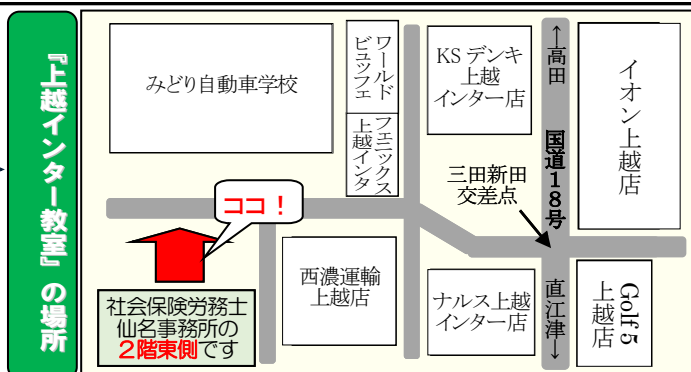 『上越インター教室』の場所
みどり自動車学校
ワールド
ビュッフェ
フェニックス
上越インタ
KSデンキ
上越
インター店
←高田
国道18号
直江津→
イオン上越店
三田新田
交差点
ココ！
社会保険労務士
仙名事務所の
2階東側です
西濃運輸
上越店
ナルス上越
インター店
Golf 5
上越店